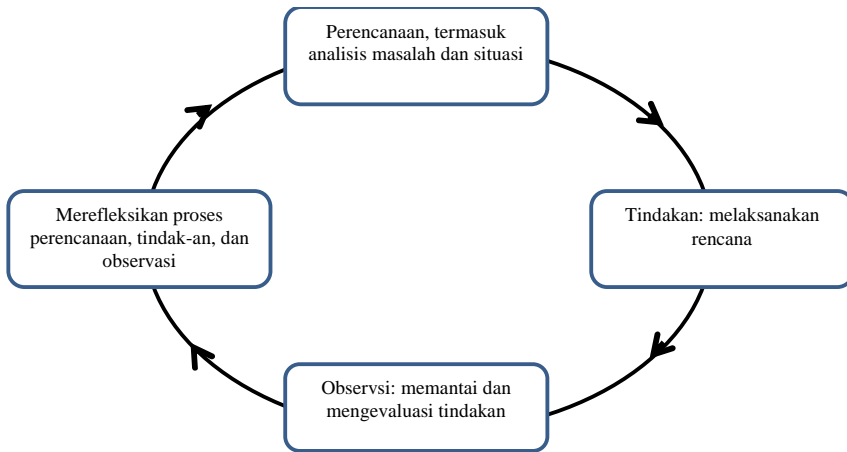 Perencanaan, termasuk
analisis masalah dan situasi
Tindakan: melaksanakan
rencana
Observsi: memantai dan
mengevaluasi tindakan
Merefleksikan proses
perencanaan, tindak-an, dan
observasi